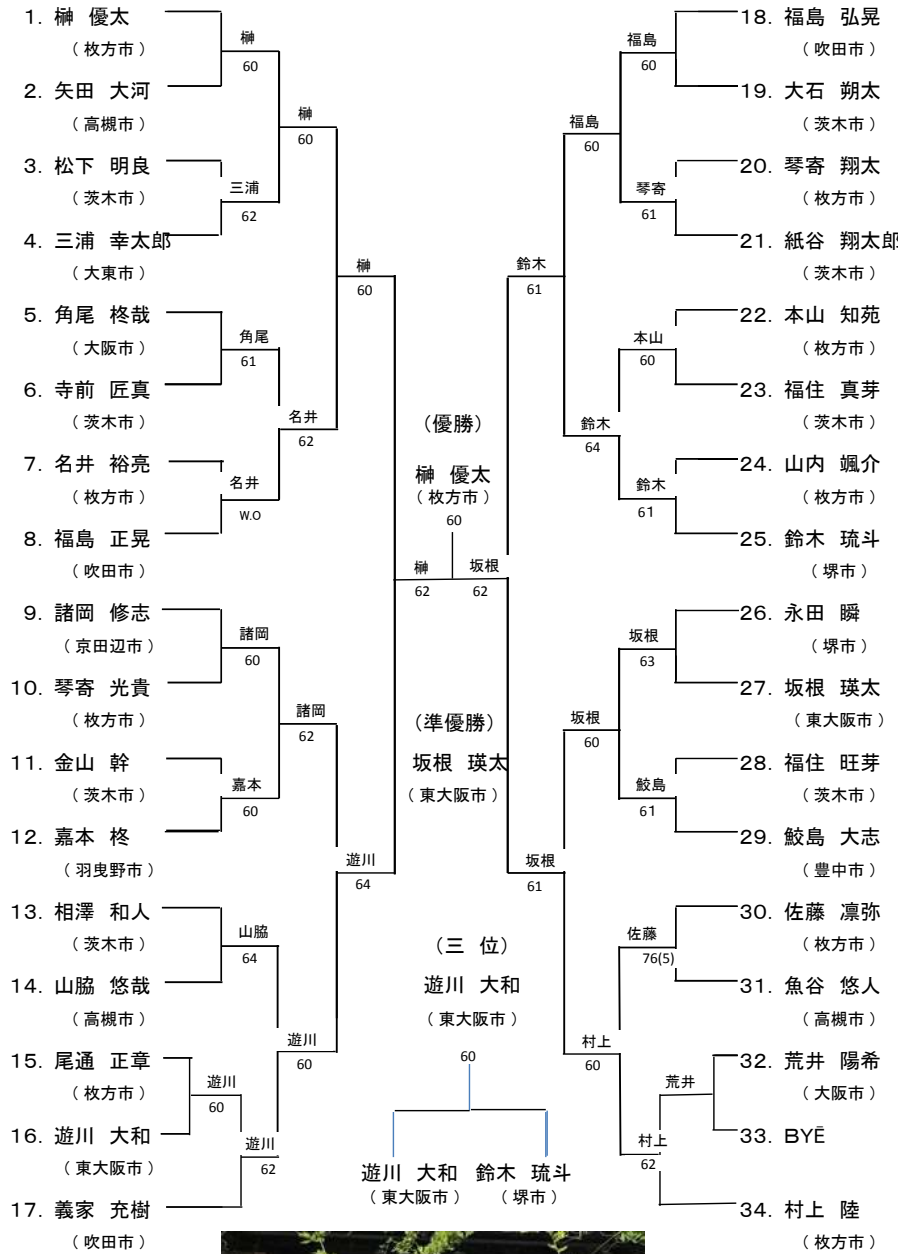 1. 榊 優太
（枚方市）
2. 矢田 大河
（高槻市）
3. 松下 明良
（茨木市）
4. 三浦 幸太郎
（大東市）
5. 角尾 柊哉
（大阪市）
6. 寺前 匠真
（茨木市）
7. 名井 裕亮
（枚方市）
8. 福島 正晃
（吹田市）
9. 諸岡 修志
（京田辺市）
10. 琴寄 光貴
（枚方市）
11. 金山 幹
（茨木市）
12. 嘉本 柊
（羽曳野市）
13. 相澤 和人
（茨木市）
14. 山脇 悠哉
（高槻市）
15. 尾通 正章
（枚方市）
16. 遊川 大和
（東大阪市）
17. 義家 充樹
（吹田市）
榊
60
三浦
62
角尾
61
名井
W.O
諸岡
60
嘉本
60
山脇
64
遊川
60
遊川
62
榊
60
名井
62
諸岡
62
遊川
60
榊
60
遊川
64
榊
62
（優勝）
榊 優太
（枚方市）
60
（準優勝）
坂根 瑛太
（東大阪市）
（三 位）
遊川 大和
（東大阪市）
60
遊川 大和 鈴木 琉斗
（東大阪市） （堺市）
坂根
62
鈴木
61
坂根
61
福島
60
鈴木
64
坂根
60
村上
60
福島
60
琴寄
61
本山
60
鈴木
61
坂根
63
鮫島
61
佐藤
76(5)
荒井
村上
62
18. 福島 弘晃
（吹田市）
19. 大石 朔太
（茨木市）
20. 琴寄 翔太
（枚方市）
21. 紙谷 翔太郎
（茨木市）
22. 本山 知苑
（枚方市）
23. 福住 真芽
（茨木市）
24. 山内 颯介
（枚方市）
25. 鈴木 琉斗
（堺市）
26. 永田 瞬
（堺市）
27. 坂根 瑛太
（東大阪市）
28. 福住 旺芽
（茨木市）
29. 鮫島 大志
（豊中市）
30. 佐藤 凛弥
（枚方市）
31. 魚谷 悠人
（高槻市）
32. 荒井 陽希
（大阪市）
33. BYE
34. 村上 陸
（枚方市）